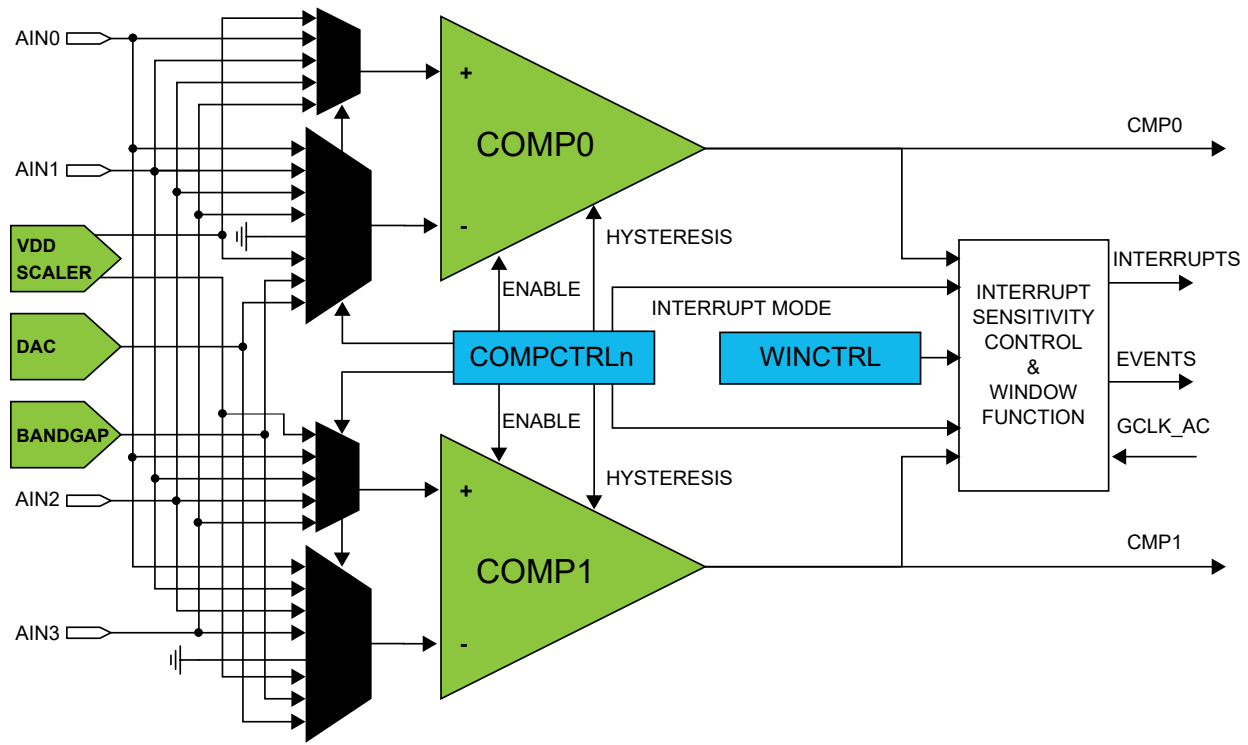 AIN0
+
COMP0
-
CMP0
AIN1
VDD
SCALER
HYSTERESIS
ENABLE
INTERRUPT MODE
INTERRUPTS
INTERRUPT
SENSITIVITY
CONTROL
&
WINDOW
FUNCTION
DAC
COMPCTRLn
WINCTRL
EVENTS
BANDGAP
ENABLE
GCLK_AC
HYSTERESIS
AIN2
+
COMP1
-
CMP1
AIN3